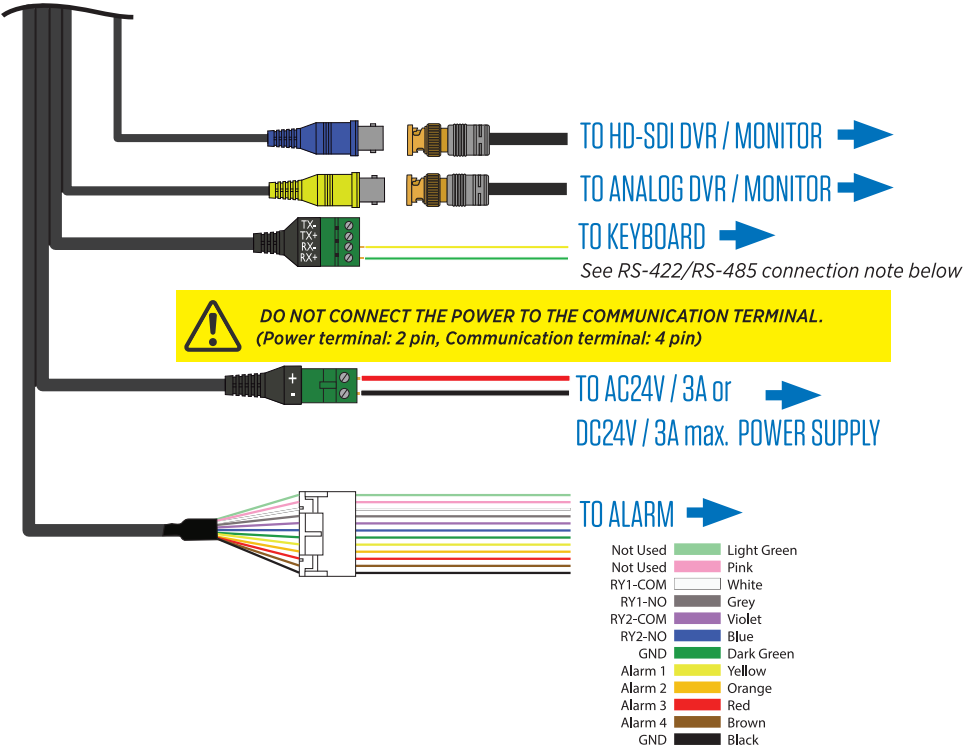 TO HD-SDI DVR / MONITOR
TO ANALOG DVR / MONITOR
TX-
TX+
RX-
RX+
TO KEYBOARD
See RS-422/RS-485 connection note below
DO NOT CONNECT THE POWER TO THE COMMUNICATION TERMINAL.
(Power terminal: 2 pin, Communication terminal: 4 pin)
+
-
TO AC24V / 3A or
DC24V / 3A max. POWER SUPPLY
TO ALARM
Not Used Light Green
Not Used Pink
RY1-COM White
RY1-NO Grey
RY2-COM Violet
RY2-NO Blue
GND Dark Green
Alarm 1 Yellow
Alarm 2 Orange
Alarm 3 Red
Alarm 4 Brown
GND Black